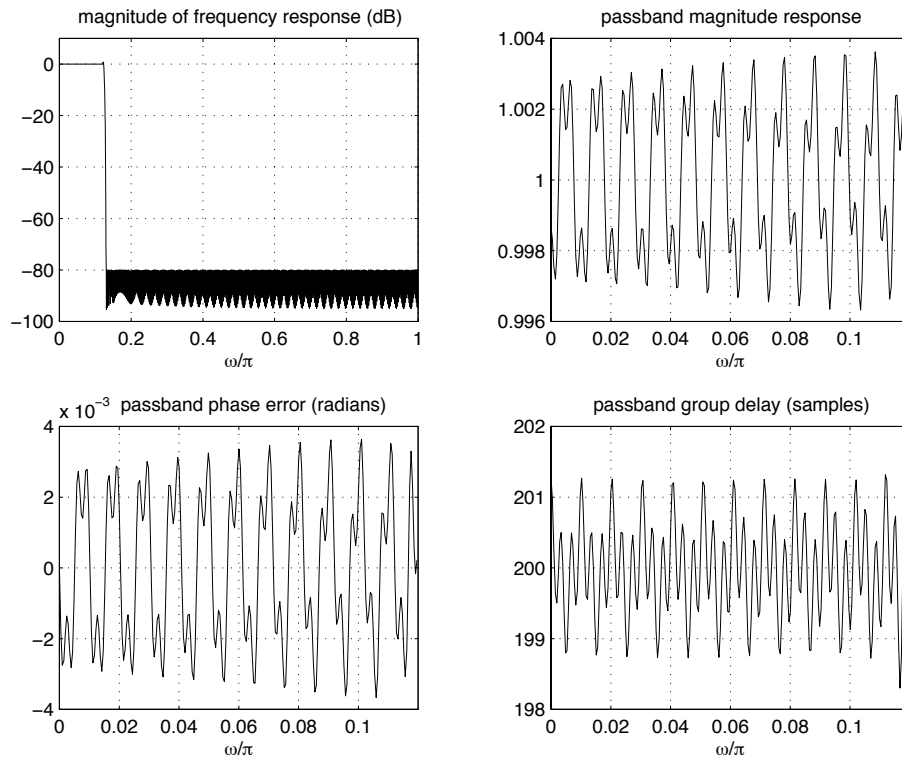 magnitude of frequency response (dB)
0
−20
−40
−60
−80
−100
0 0.2 0.4 0.6 0.8 1
ω/π
passband magnitude response
1.004
1.002
1
0.998
0.996
0 0.02 0.04 0.06 0.08 0.1
ω/π
x 10−3 passband phase error (radians)
4
2
0
−2
−4
0 0.02 0.04 0.06 0.08 0.1
ω/π
passband group delay (samples)
202
201
200
199
198
0 0.02 0.04 0.06 0.08 0.1
ω/π